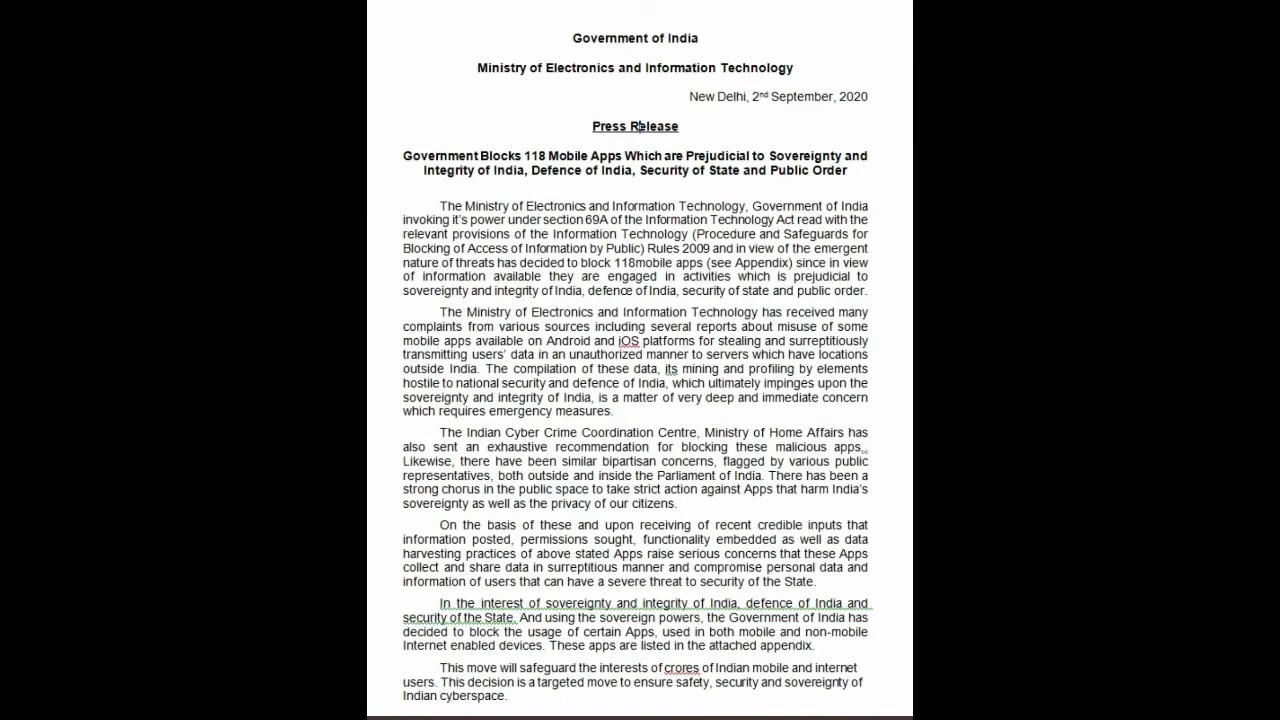 Government of India
Ministry of Electronics and Information Technology
New Delhi, 2nd September, 2020
Press Release
Government Blocks 118 Mobile Apps Which are Prejudicial to Sovereignty and
Integrity of India, Defence of India, Security of State and Public Order
The Ministry of Electronics and Information Technology, Government of India
invoking it's power under section 69A of the Information Technology Act read with the
relevant provisions of the Information Technology (Procedure and Safeguards for
Blocking of Access of Information by Public) Rules 2009 and in view of the emergent
nature of threats has decided to block 118mobile apps (see Appendix) since in view
of information available they are engaged in activities which is prejudicial to
sovereignty and integrity of India, defence of India, security of state and public order.
The Ministry of Electronics and Information Technology has received many
complaints from various sources including several reports about misuse of some
mobile apps available on Android and iOS platforms for stealing and surreptitiously
transmitting users' data in an unauthorized manner to servers which have locations
outside India. The compilation of these data, its mining and profiling by elements
hostile to national security and defence of India, which ultimately impinges upon the
sovereignty and integrity of India, is a matter of very deep and immediate concern
which requires emergency measures.
The Indian Cyber Crime Coordination Centre, Ministry of Home Affairs has
also sent an exhaustive recommendation for blocking these malicious apps..
Likewise, there have been similar bipartisan concerns, flagged by various public
representatives, both outside and inside the Parliament of India. There has been a
strong chorus in the public space to take strict action against Apps that harm India's
sovereignty as well as the privacy of our citizens.
On the basis of these and upon receiving of recent credible inputs that
information posted, permissions sought, functionality embedded as well as data
harvesting practices of above stated Apps raise serious concerns that these Apps
collect and share data in surreptitious manner and compromise personal data and
information of users that can have a severe threat to security of the State.
In the interest of sovereignty and integrity of India, defence of India and
security of the State. And using the sovereign powers, the Government of India has
decided to block the usage of certain Apps, used in both mobile and non-mobile
Internet enabled devices. These apps are listed in the attached appendix.
This move will safeguard the interests of crores of Indian mobile and internet
users. This decision is a targeted move to ensure safety, security and sovereignty of
Indian cyberspace.